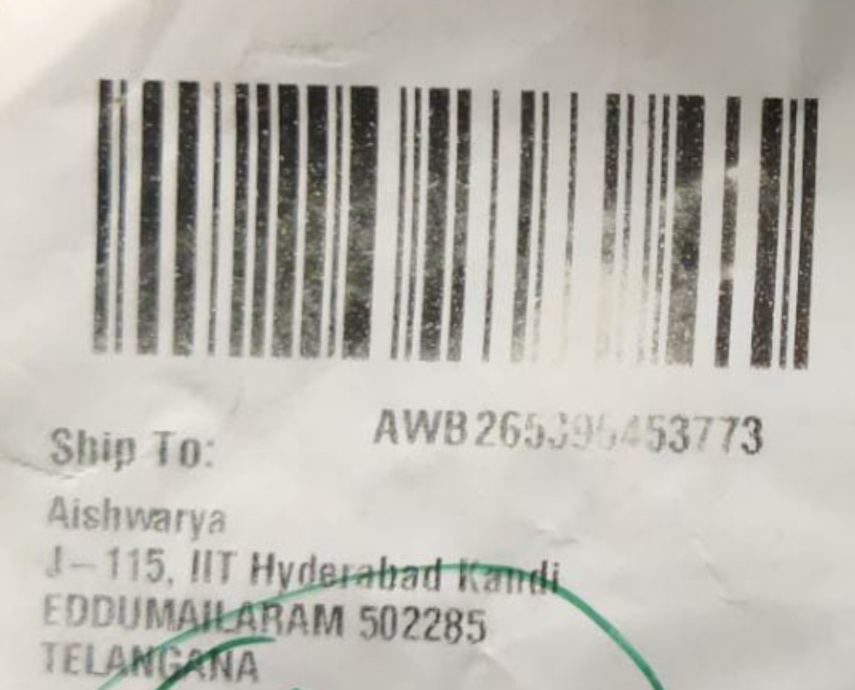 AWB
Ship To:
Aishwarya
J-115, IIT Hyderabad Kandi
EDDUMAILARAM 502285
TELANGANA